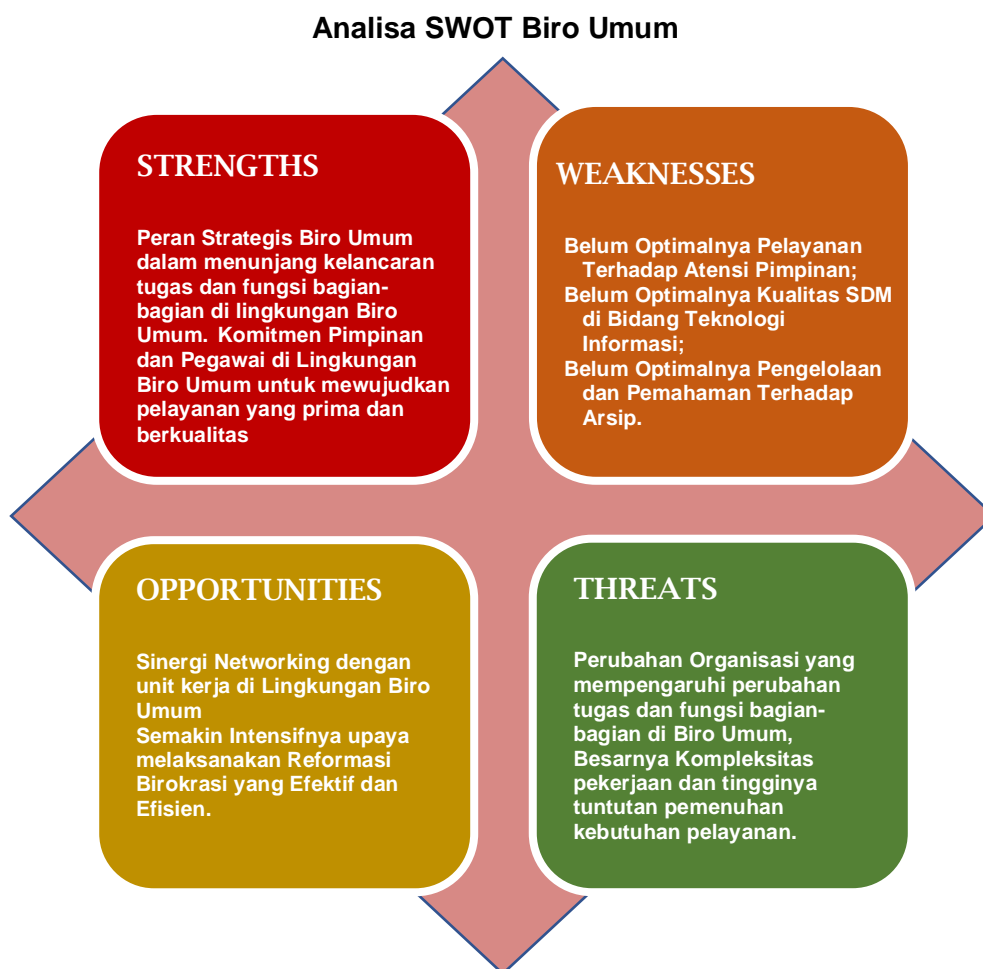 Analisa SWOT Biro Umum
STRENGTHS
Peran Strategis Biro Umum
dalam menunjang kelancaran
tugas dan fungsi bagian-
bagian di lingkungan Biro
Umum. Komitmen Pimpinan
dan Pegawai di Lingkungan
Biro Umum untuk mewujudkan
pelayanan yang prima dan
berkualitas
WEAKNESSES
Belum Optimalnya Pelayanan
Terhadap Atensi Pimpinan;
Belum Optimalnya Kualitas SDM
di Bidang Teknologi
Informasi;
Belum Optimalnya Pengelolaan
dan Pemahaman Terhadap
Arsip.
OPPORTUNITIES
Sinergi Networking dengan
unit kerja di Lingkungan Biro
Umum
Semakin Intensifnya upaya
melaksanakan Reformasi
Birokrasi yang Efektif dan
Efisien.
THREATS
Perubahan Organisasi yang
mempengaruhi perubahan
tugas dan fungsi bagian-
bagian di Biro Umum,
Besarnya Kompleksitas
pekerjaan dan tingginya
tuntutan pemenuhan
kebutuhan pelayanan.